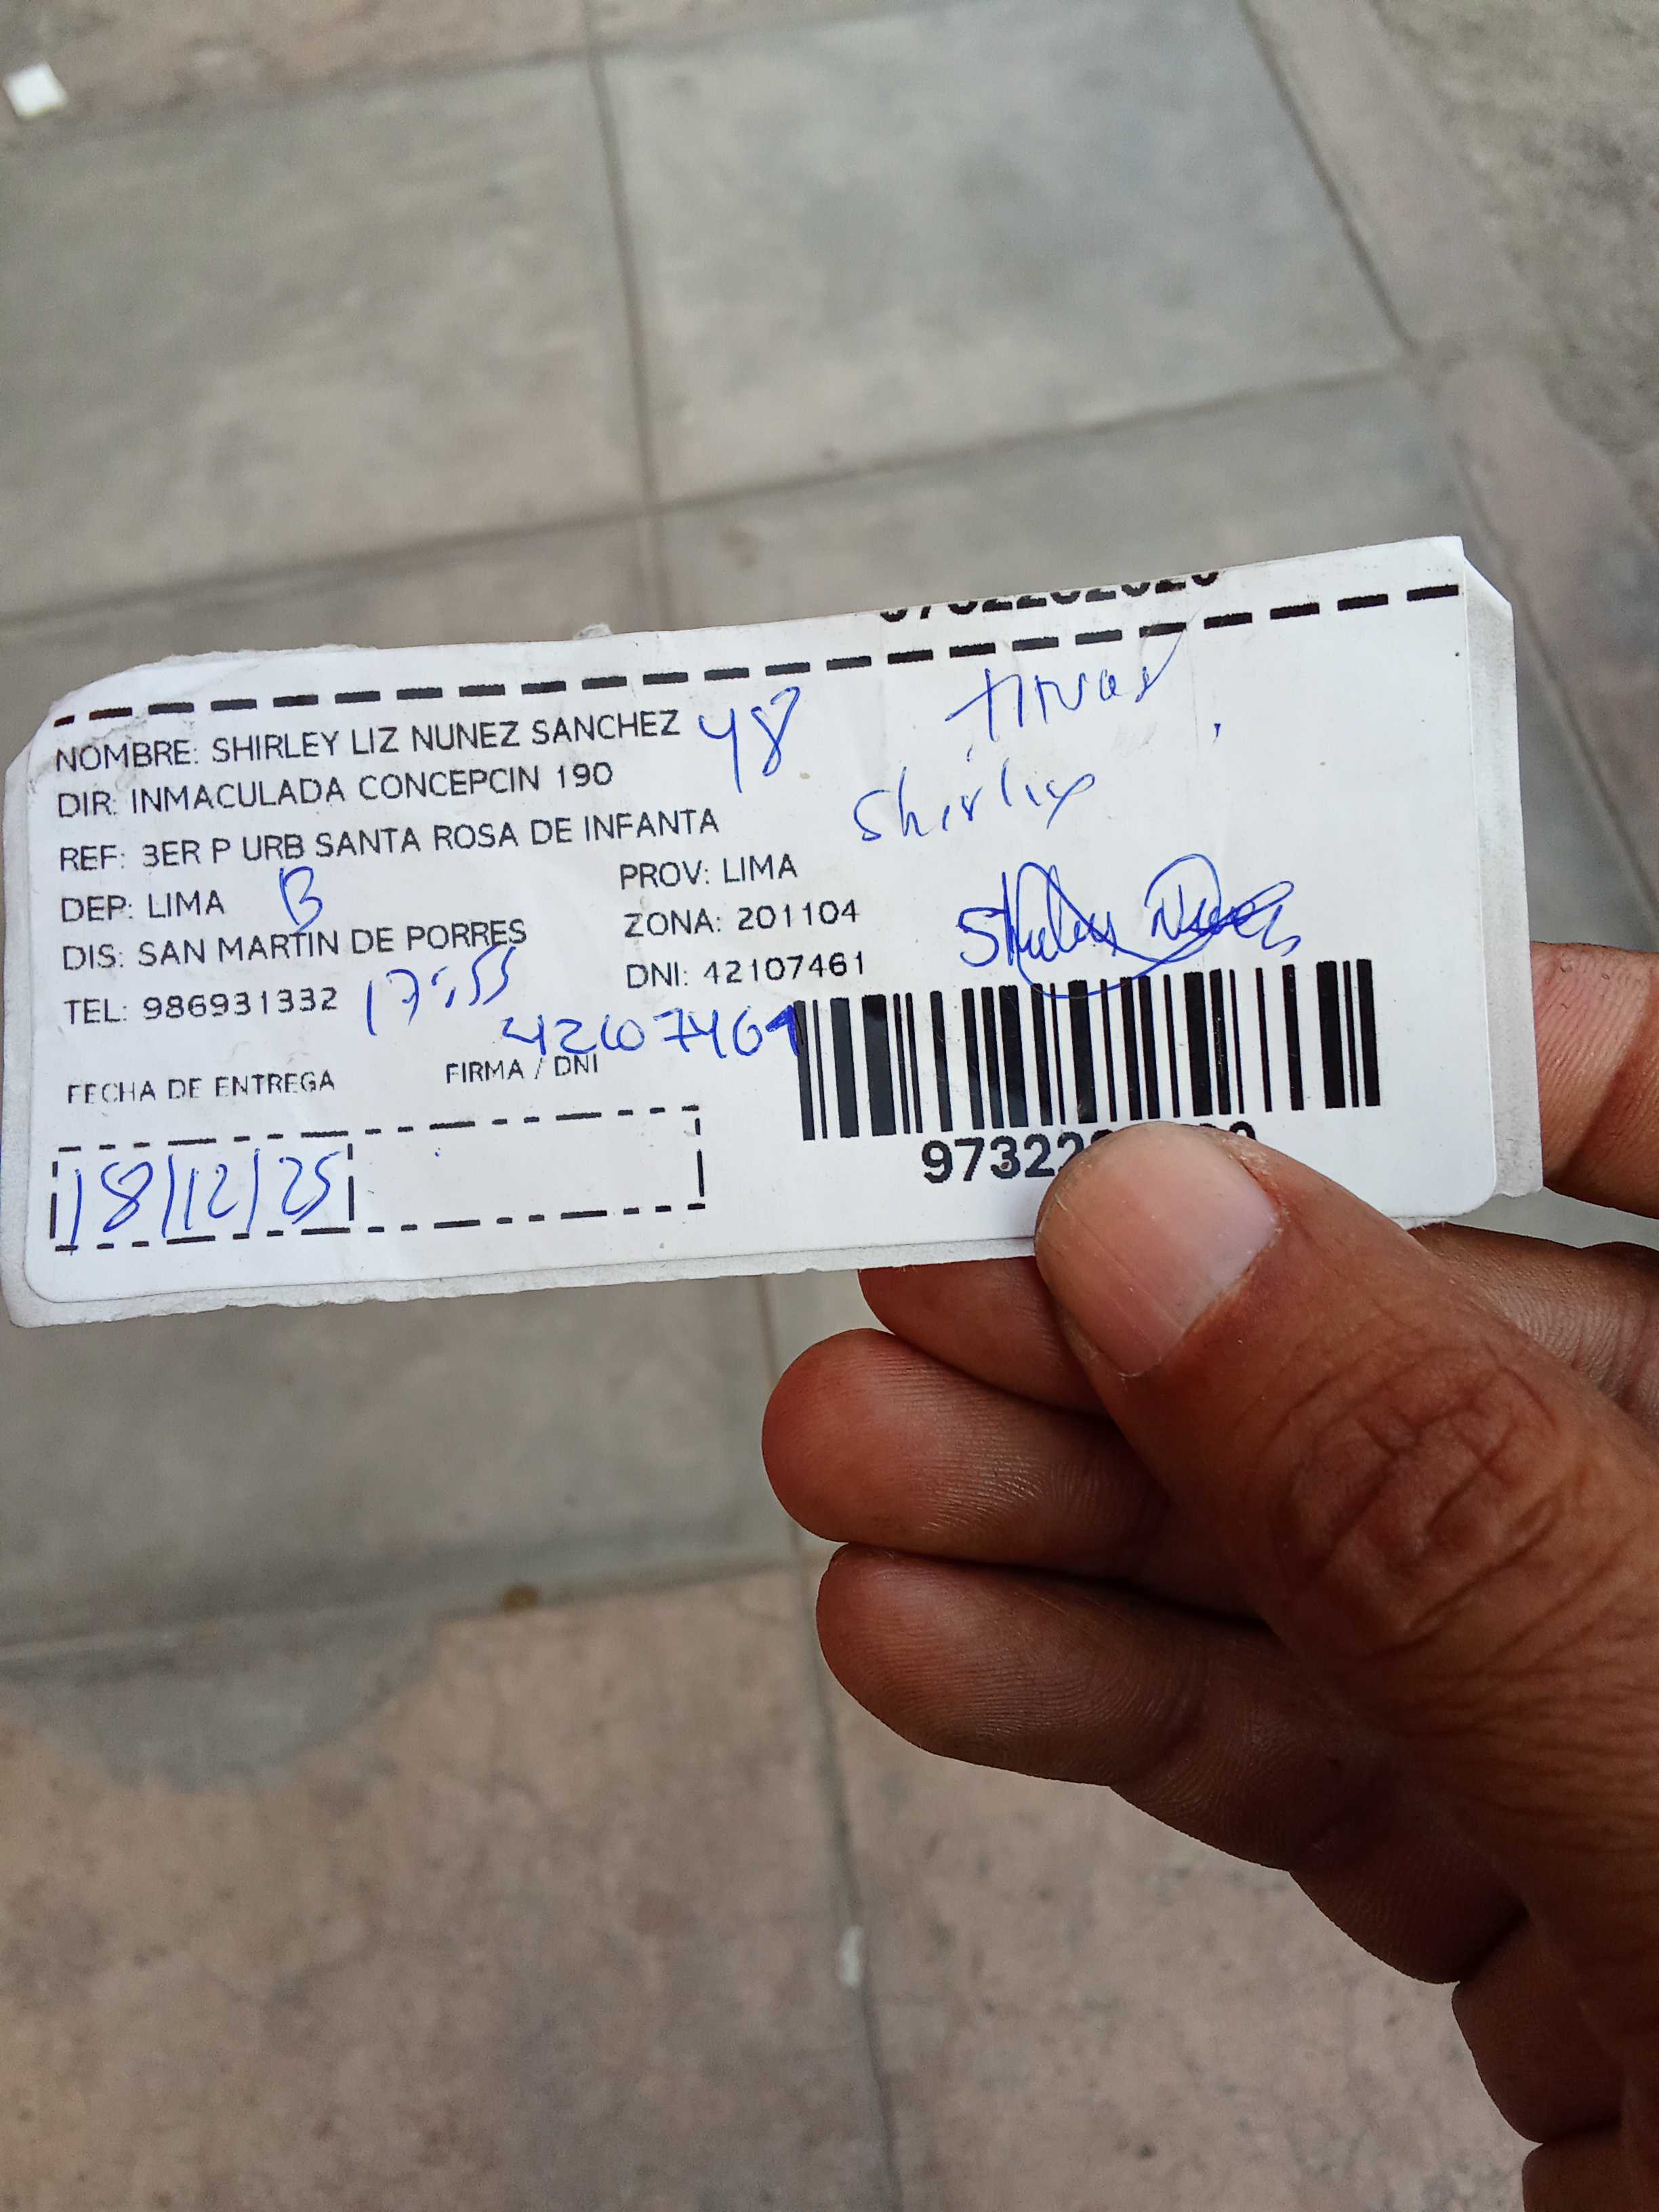 NOMBRE: SHIRLEY LIZ NUNEZ SANCHEZ 48
DIR: INMACULADA CONCEPCIN 190
Shirley
REF: 3ER P URB SANTA ROSA DE INFANTA
DEP: LIMA B PROV: LIMA
DIS: SAN MARTIN DE PORRES ZONA: 201104
TEL: 986931332 17:55 DNI: 42107461
42107461
FECHA DE ENTREGA FIRMA / DNI
18/12/25